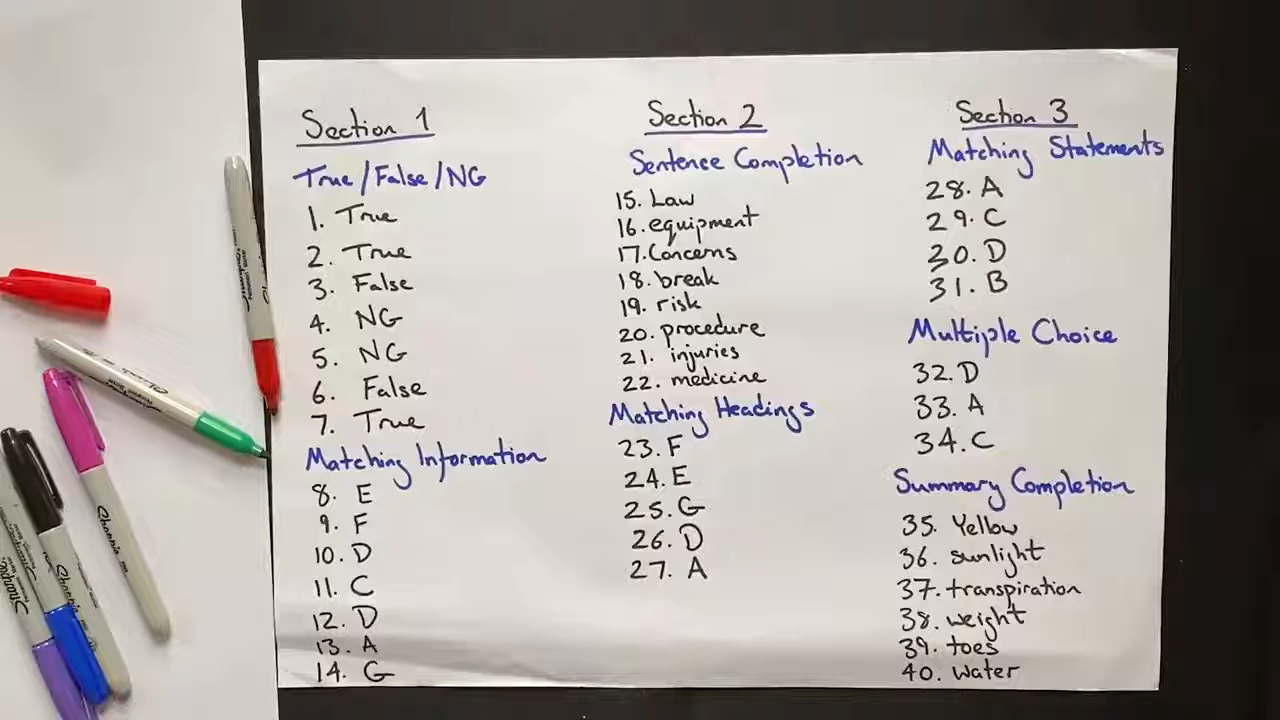 Section 1
True/False/NG
1. True
2. True
3. False
4. NG
5. NG
6. False
7. True
Matching Information
8. E
9. F
10. D
11. C
12. D
13. A
14. G
Section 2
Sentence Completion
15. Law
16. equipment
17. Concerns
18. break
19. risk
20. procedure
21. injuries
22. medicine
Matching Headings
23. F
24. E
25. G
26. D
27. A
Section 3
Matching Statements
28. A
29. C
30. D
31. B
Multiple Choice
32. D
33. A
34. C
Summary Completion
35. Yellow
36. sunlight
37. transpiration
38. weight
39. toes
40. water
Sharpie
Sharpie